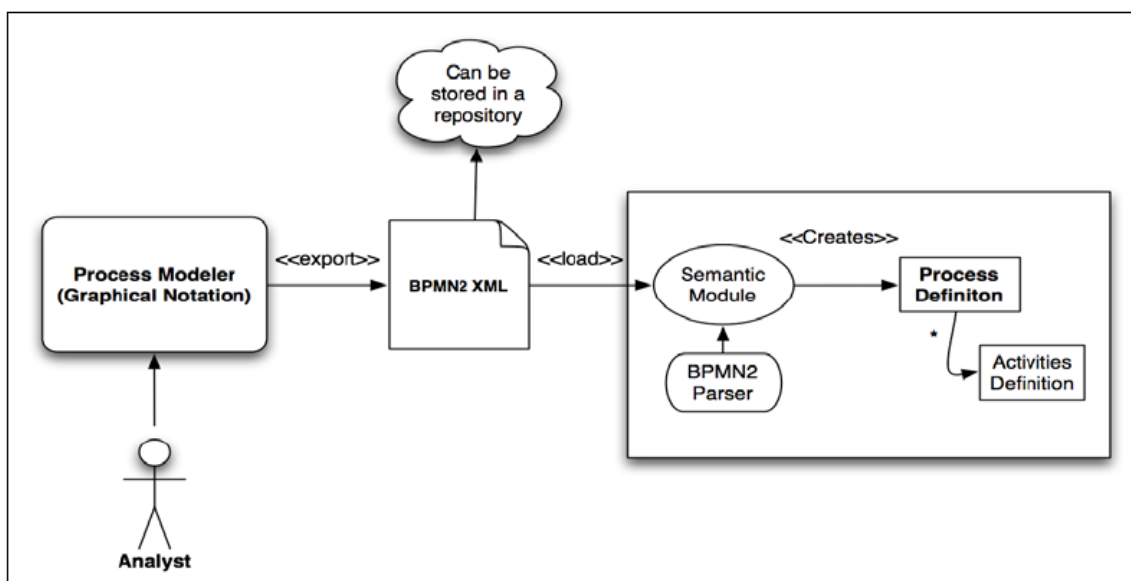 Can be
stored in a
repository
Process Modeler
(Graphical Notation)
<<export>>
BPMN2 XML
<<load>>
Semantic
Module
<<Creates>>
Process
Definiton
*
BPMN2
Parser
Activities
Definition
Analyst